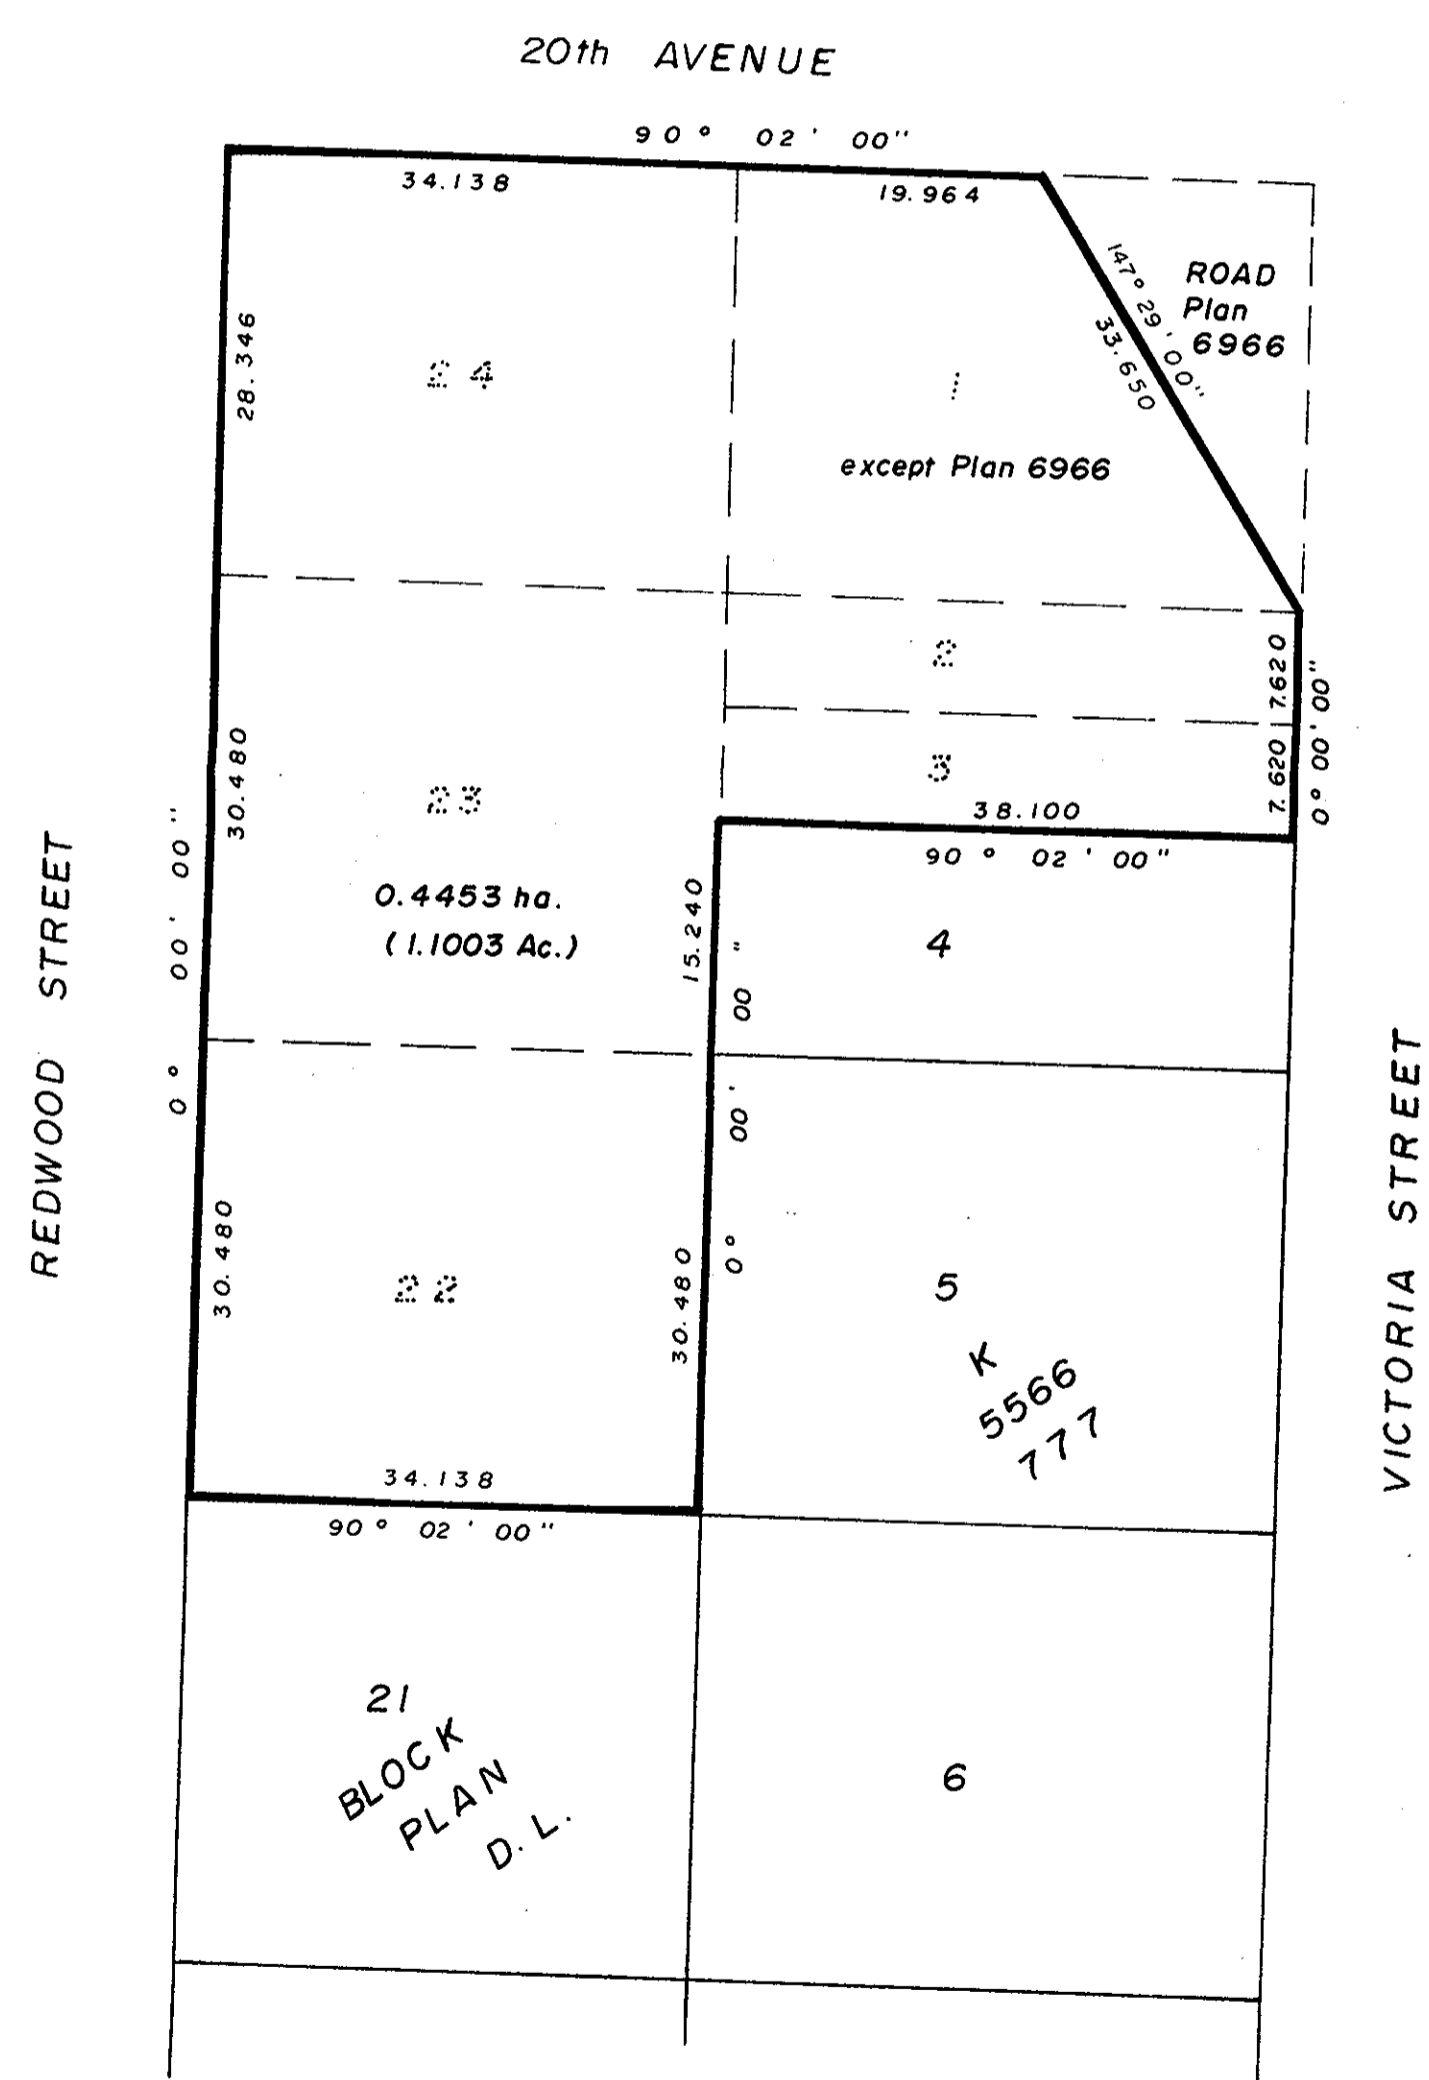 20th AVENUE
90° 02' 00"
34.138
19.964
147° 29' 00"
33.650
ROAD
Plan
6966
28.346
24
except Plan 6966
2
7.620
0° 00' 00"
3
7.620
38.100
90° 02' 00"
30.480
23
0.4453 ha.
(1.1003 Ac.)
15.240
4
0° 00' 00"
REDWOOD STREET
0° 00' 00"
VICTORIA STREET
30.480
22
30.480
5
K
5566
777
34.138
90° 02' 00"
21
BLOCK
PLAN
D.L.
6